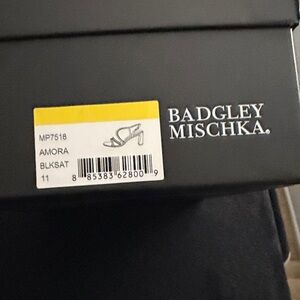 MP7518
AMORA
BLKSAT
11
8 85383 62800 9
BADGLEY
MISCHKA®